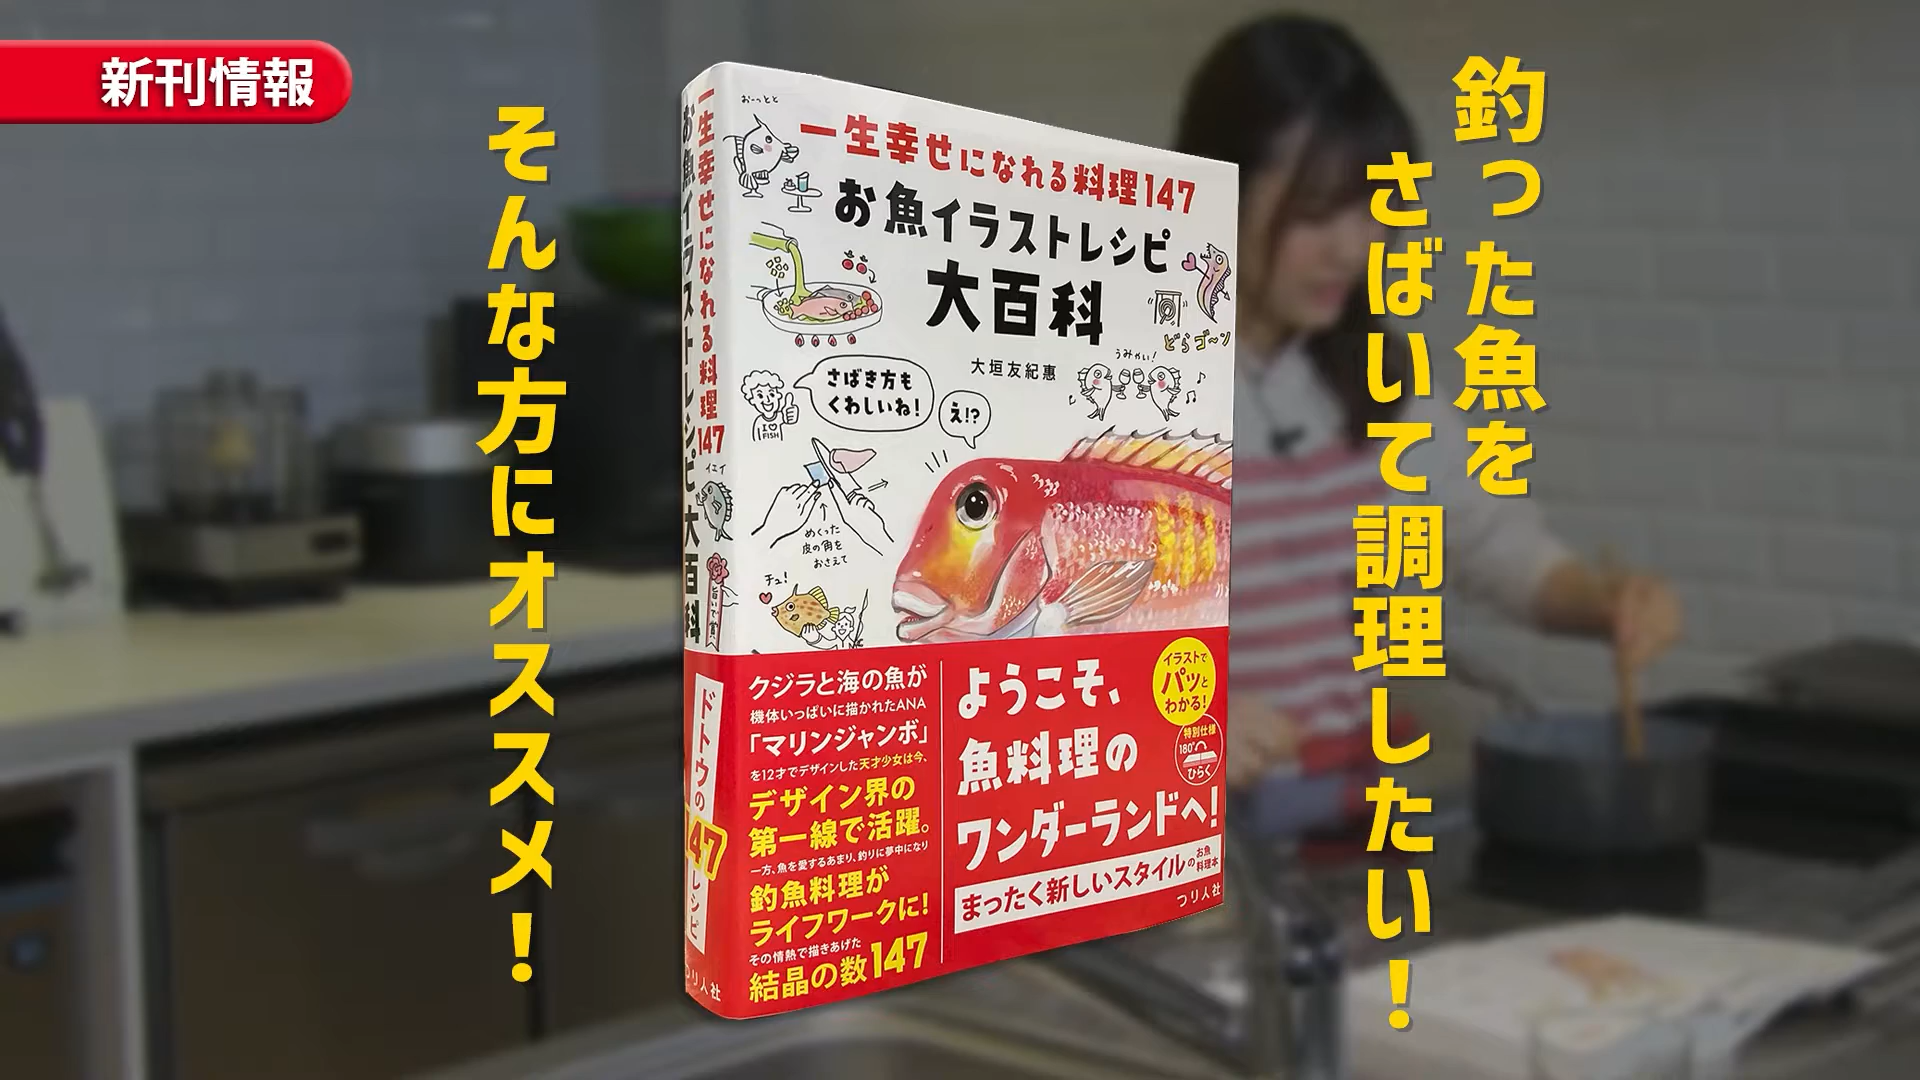 新刊情報
釣った魚を
さばいて調理したい！
そんな方にオススメ！
一生幸せになれる料理147
お魚イラストレシピ大百科
イエイ
旨いで賞
ドトウの147レシピ
つり人社
おーっとと
一生幸せになれる料理147
お魚イラストレシピ
大百科
大垣友紀惠
どらゴ〜ン
うみゃい！
さばき方も
くわしいね！
え!?
I♡
FISH
めくった
皮の角を
おさえて
チュ！
クジラと海の魚が
機体いっぱいに描かれたANA
「マリンジャンボ」
を12才でデザインした天才少女は今、
デザイン界の
第一線で活躍。
一方、魚を愛するあまり、釣りに夢中になり
釣魚料理が
ライフワークに！
その情熱で描きあげた
結晶の数147
ようこそ、
魚料理の
ワンダーランドへ！
まったく新しいスタイルのお魚料理本
イラストで
パッと
わかる！
特別仕様
180°
ひらく
つり人社